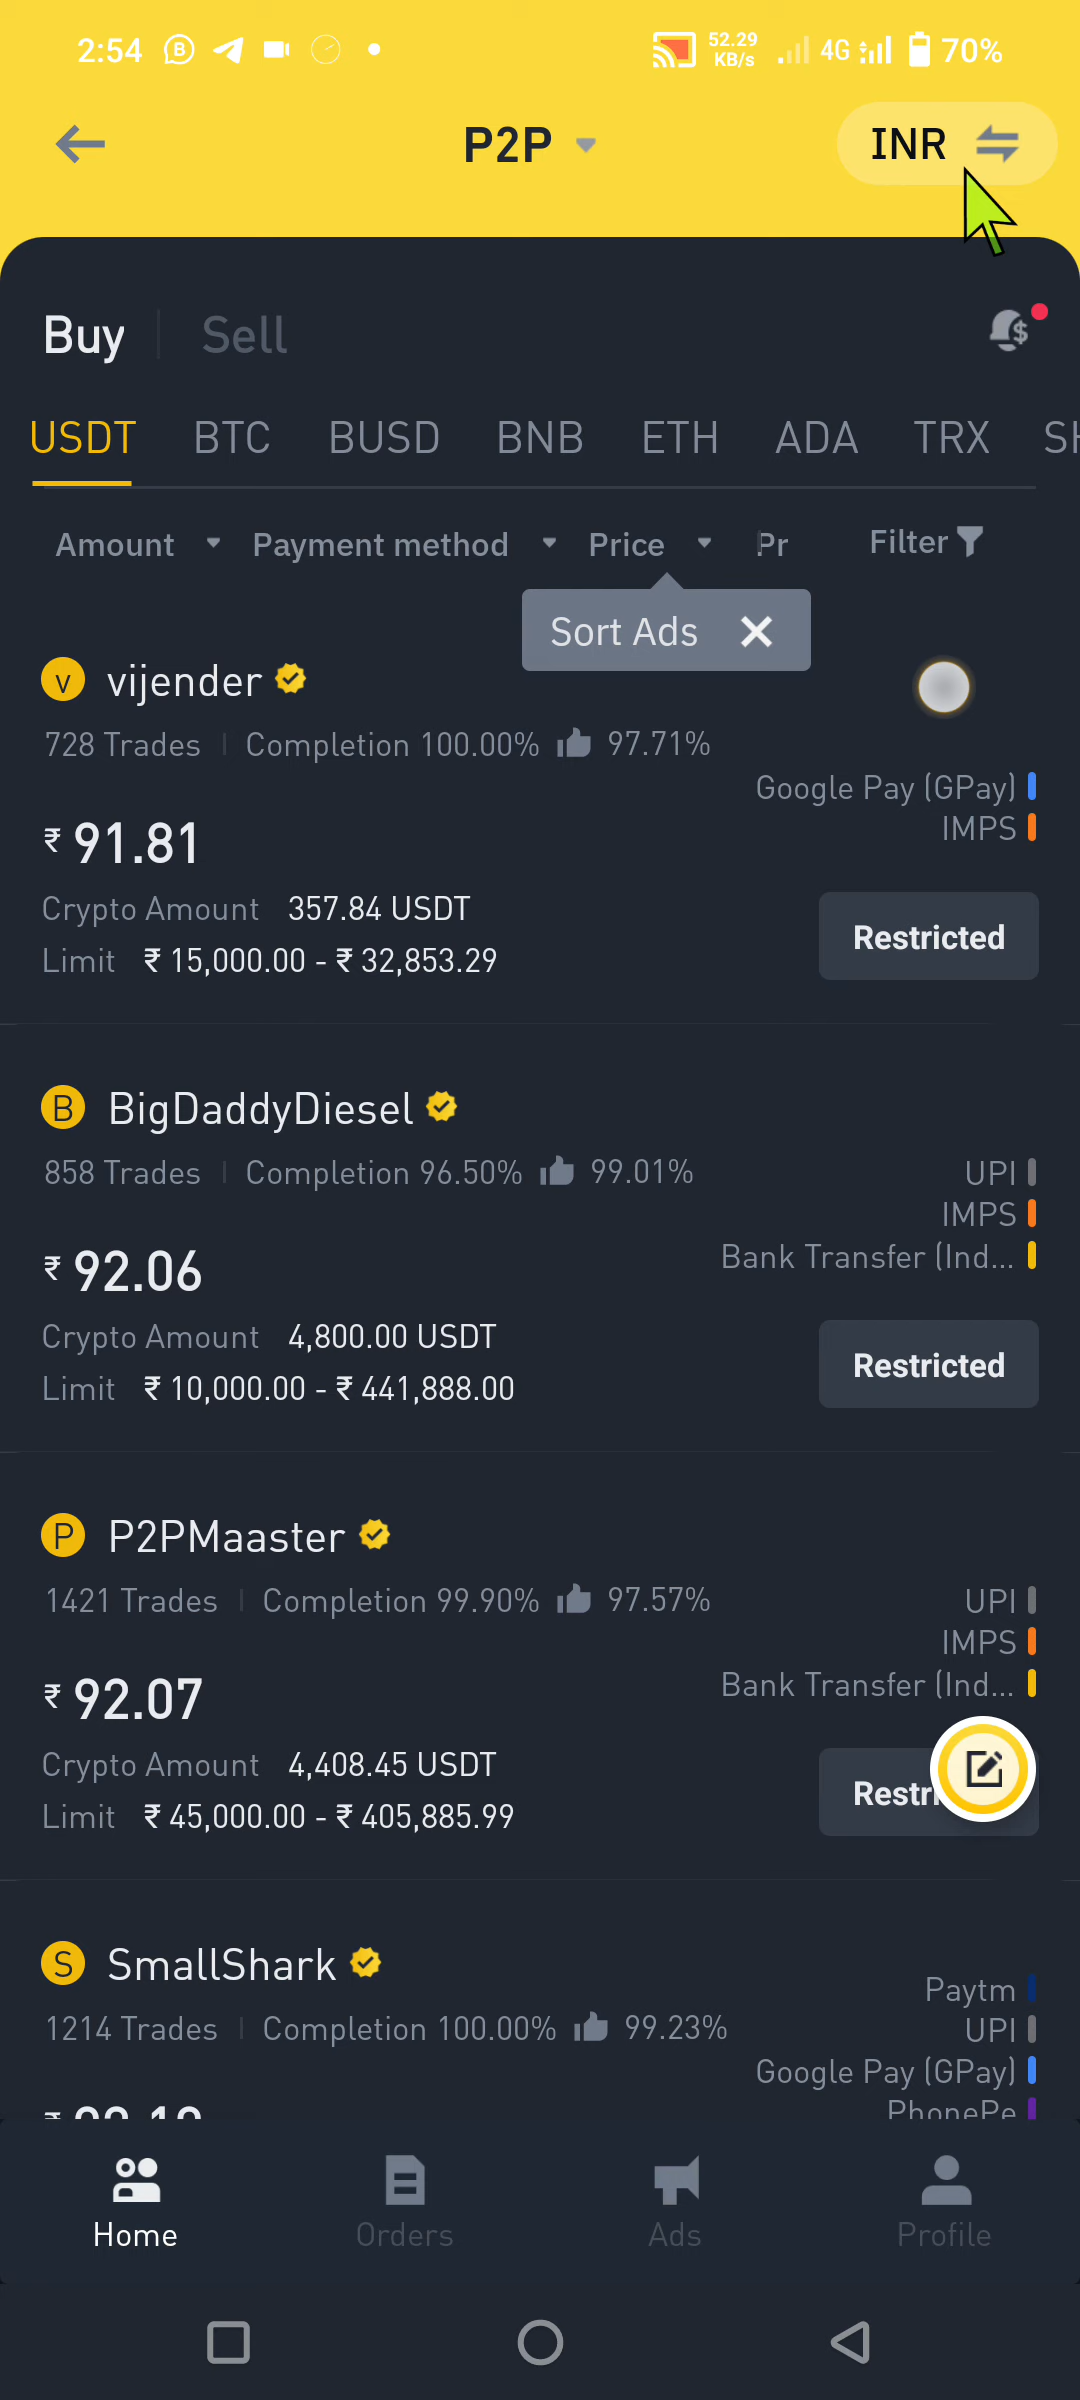 2:54 B 52.29 KB/s 4G 70%
P2P INR
Buy Sell
USDT BTC BUSD BNB ETH ADA TRX
Amount Payment method Price Pr Filter
Sort Ads
v vijender
728 Trades Completion 100.00% 97.71%
Google Pay (GPay)
IMPS
₹ 91.81
Crypto Amount 357.84 USDT
Limit ₹ 15,000.00 - ₹ 32,853.29
Restricted
B BigDaddyDiesel
858 Trades Completion 96.50% 99.01%
UPI
IMPS
Bank Transfer (Ind...
₹ 92.06
Crypto Amount 4,800.00 USDT
Limit ₹ 10,000.00 - ₹ 441,888.00
Restricted
P P2PMaaster
1421 Trades Completion 99.90% 97.57%
UPI
IMPS
Bank Transfer (Ind...
₹ 92.07
Crypto Amount 4,408.45 USDT
Limit ₹ 45,000.00 - ₹ 405,885.99
Restri
S SmallShark
1214 Trades Completion 100.00% 99.23%
Paytm
UPI
Google Pay (GPay)
PhonePe
Home Orders Ads Profile